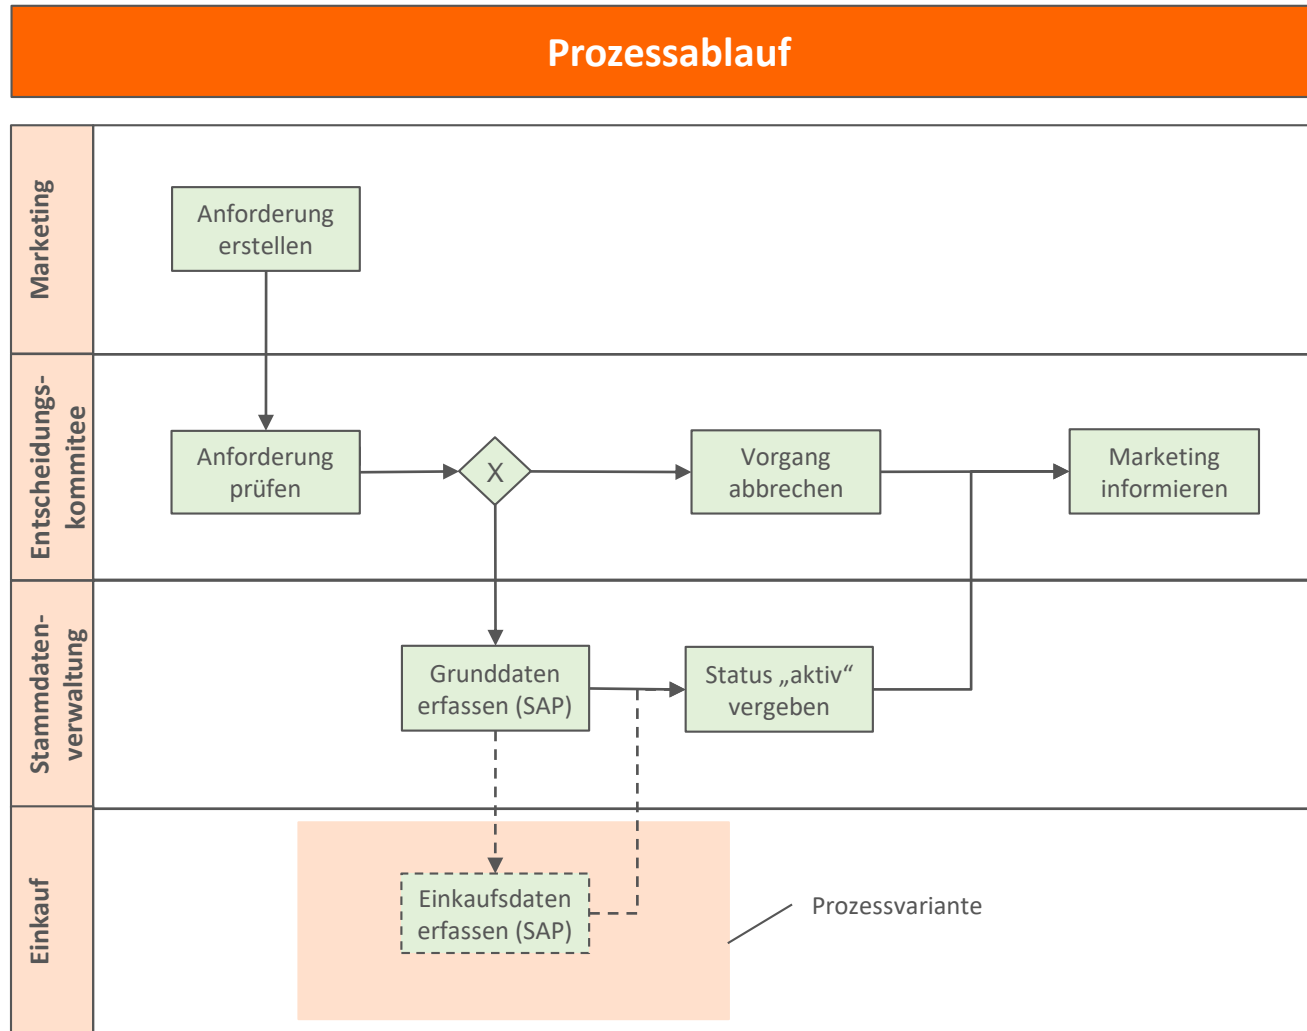 Prozessablauf
Marketing
Anforderung
erstellen
Entscheidungs-
kommitee
Anforderung
prüfen
X
Vorgang
abbrechen
Marketing
informieren
Stammdaten-
verwaltung
Grunddaten
erfassen (SAP)
Status „aktiv“
vergeben
Einkauf
Einkaufsdaten
erfassen (SAP)
Prozessvariante